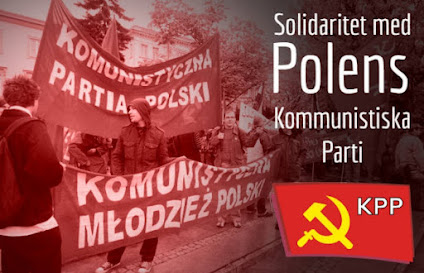 Solidaritet med
Polens
Kommunistiska
Parti
KOMUNISTYCZNA
PARTIA POLSKI
KOMUNISTYCZNA
MŁODZIEŻ POLSKI
KPP